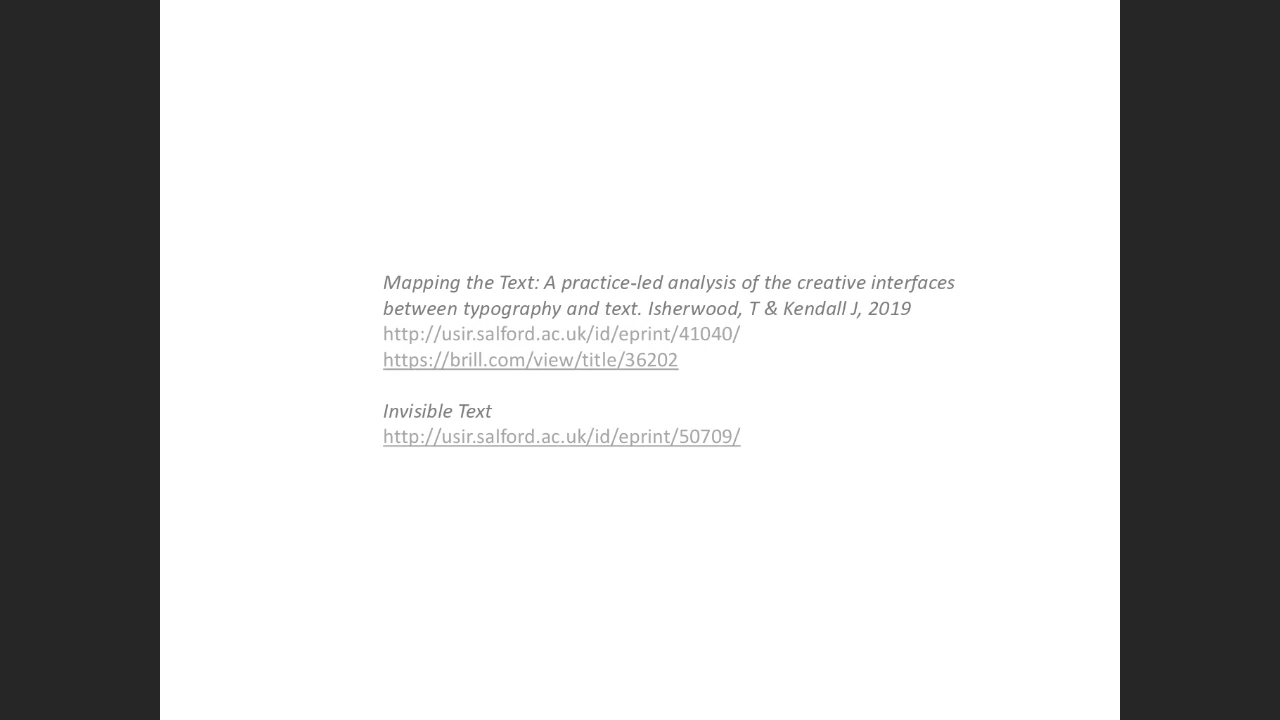 Mapping the Text: A practice-led analysis of the creative interfaces
between typography and text. Isherwood, T & Kendall J, 2019
http://usir.salford.ac.uk/id/eprint/41040/
https://brill.com/view/title/36202
Invisible Text
http://usir.salford.ac.uk/id/eprint/50709/